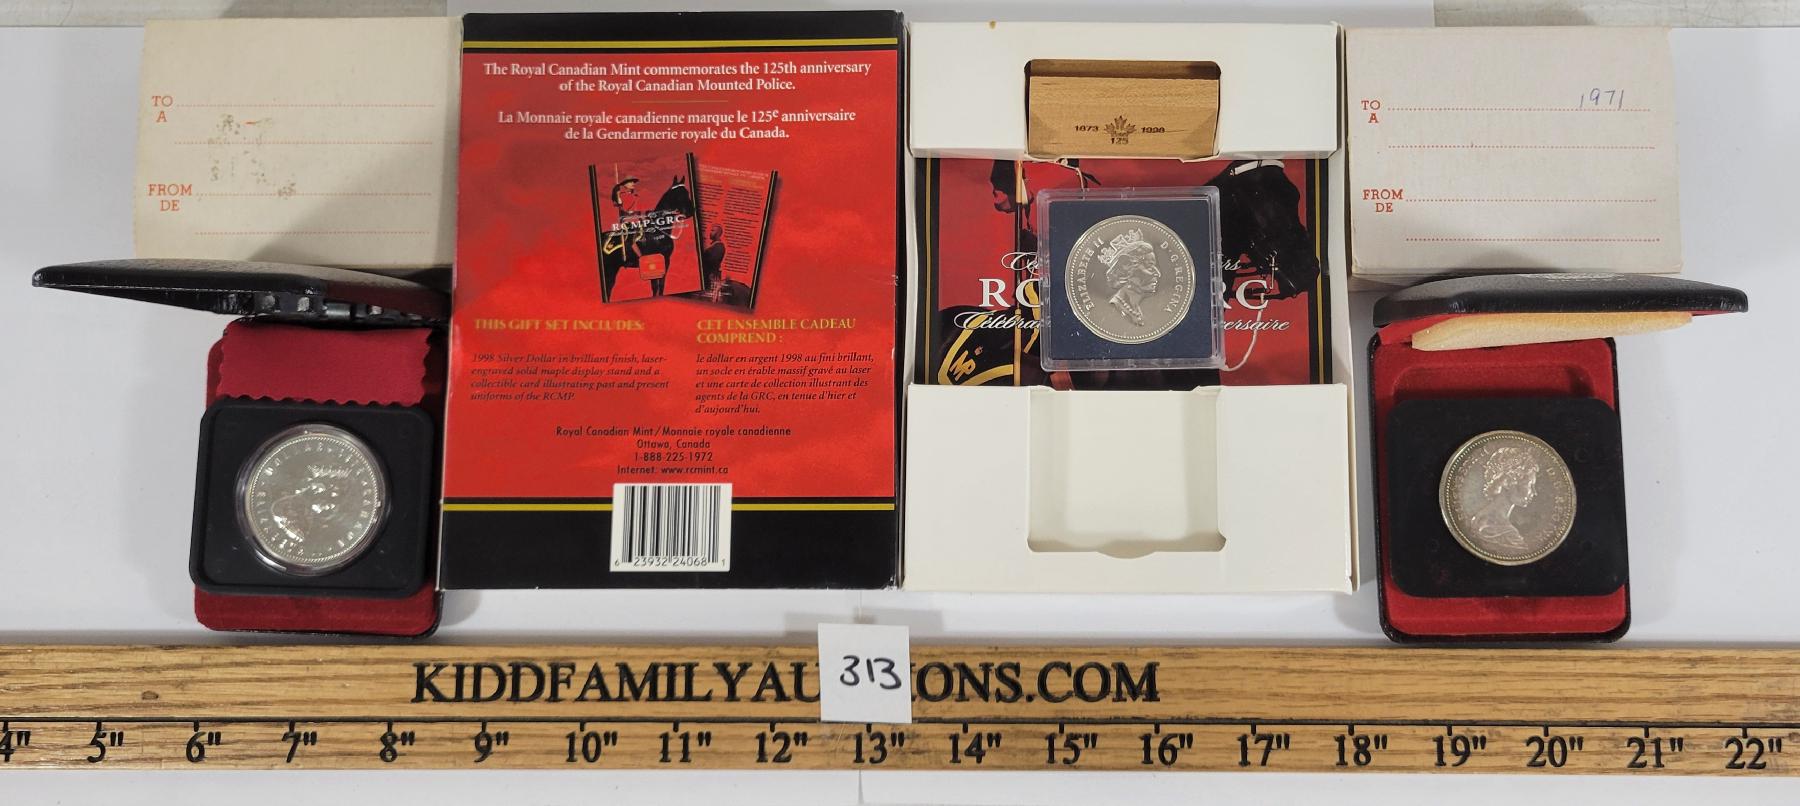 TO
A
FROM
DE
The Royal Canadian Mint commemorates the 125th anniversary
of the Royal Canadian Mounted Police.
La Monnaie royale canadienne marque le 125e anniversaire
de la Gendarmerie royale du Canada.
RCMP-GRC
THIS GIFT SET INCLUDES:
1998 Silver Dollar in brilliant finish, laser-
engraved solid maple display stand and a
collectible card illustrating past and present
uniforms of the RCMP.
CET ENSEMBLE CADEAU
COMPREND :
le dollar en argent 1998 au fini brillant,
un socle en érable massif gravé au laser
et une carte de collection illustrant des
agents de la GRC, en tenue d'hier et
d'aujourd'hui.
Royal Canadian Mint/Monnaie royale canadienne
Ottawa, Canada
1-888-225-1972
Internet: www.rcmint.ca
6 23932 24068 1
1873 1998
125
ELIZABETH II D.G. REGINA
RC RC
TO
A
1971
FROM
DE
ELIZABETH II D.G. REGINA
313
KIDDFAMILYAU ONS.COM
4" 5" 6" 7" 8" 9" 10" 11" 12" 13" 14" 15" 16" 17" 18" 19" 20" 21" 22"